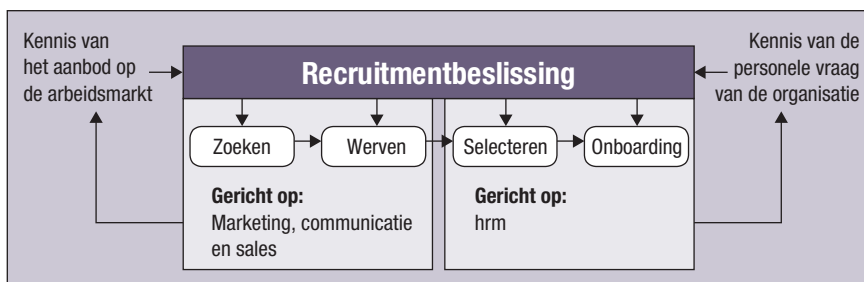 Kennis van
het aanbod op
de arbeidsmarkt
Recruitmentbeslissing
Kennis van de
personele vraag
van de organisatie
Zoeken
Werven
Selecteren
Onboarding
Gericht op:
Marketing, communicatie
en sales
Gericht op:
hrm